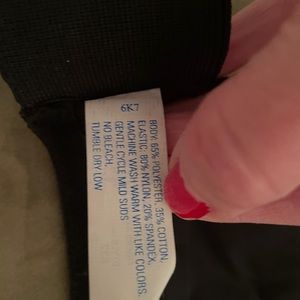 6K7
BODY: 65% POLYESTER, 35% COTTON.
ELASTIC: 80% NYLON, 20% SPANDEX.
MACHINE WASH WARM WITH LIKE COLORS.
GENTLE CYCLE MILD SUDS
NO BLEACH.
TUMBLE DRY LOW